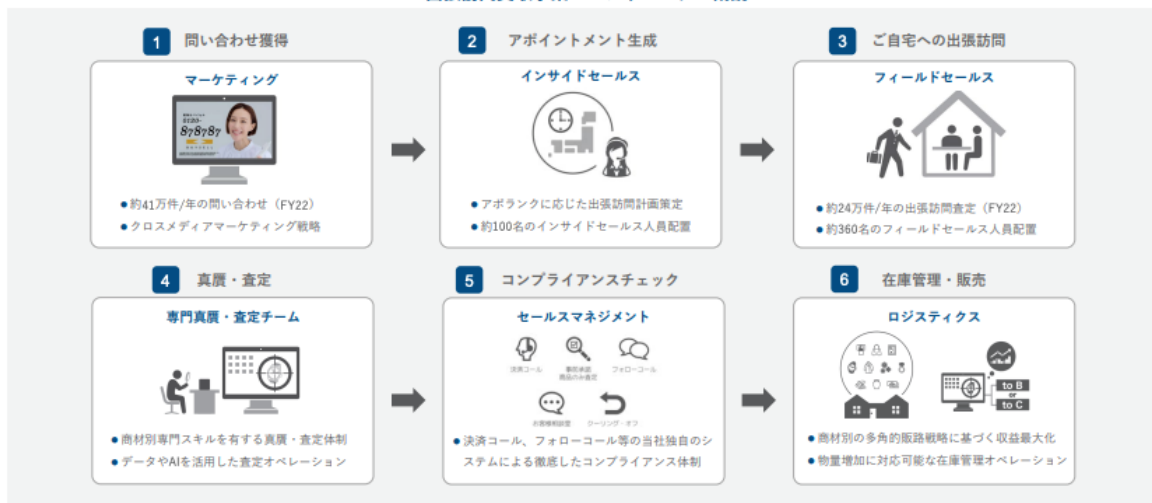 1 問い合わせ獲得
マーケティング
0120-
878787
●約41万件/年の問い合わせ（FY22）
●クロスメディアマーケティング戦略
2 アポイントメント生成
インサイドセールス
●アポランクに応じた出張訪問計画策定
●約100名のインサイドセールス人員配置
3 ご自宅への出張訪問
フィールドセールス
●約24万件/年の出張訪問査定（FY22）
●約360名のフィールドセールス人員配置
4 真贋・査定
専門真贋・査定チーム
●商材別専門スキルを有する真贋・査定体制
●データやAIを活用した査定オペレーション
5 コンプライアンスチェック
セールスマネジメント
決済コール
事前承諾
商品のみ査定
フォローコール
お客様相談室
クーリング・オフ
●決済コール、フォローコール等の当社独自のシ
ステムによる徹底したコンプライアンス体制
6 在庫管理・販売
ロジスティクス
to B
or
to C
●商材別の多角的販路戦略に基づく収益最大化
●物量増加に対応可能な在庫管理オペレーション